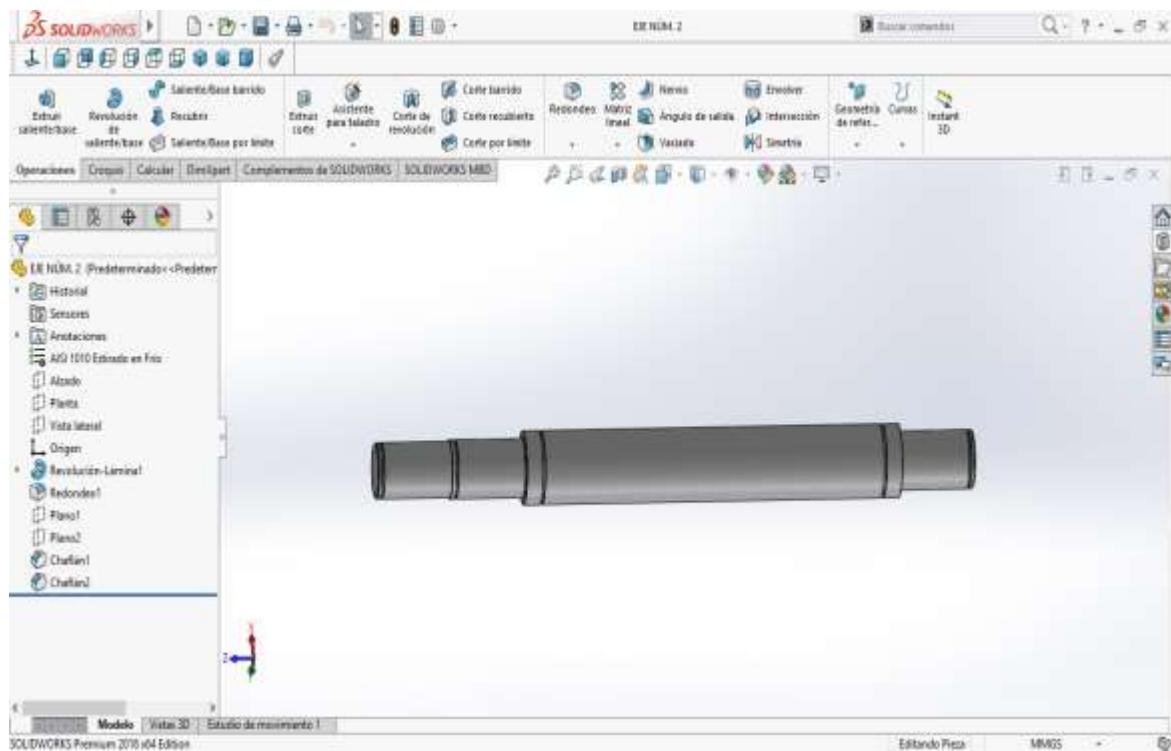 SOLIDWORKS
EJE NÚM. 2
Buscar comandos
Extruir saliente/base
Revolución de saliente/base
Saliente/Base barrido
Recubrir
Saliente/Base por límite
Extruir corte
Asistente para taladro
Corte de revolución
Corte barrido
Corte recubierto
Corte por límite
Redondeo
Matriz lineal
Nervio
Ángulo de salida
Vaciado
Envolver
Intersección
Simetría
Geometría de refer...
Curvas
Instant 3D
Operaciones Croquis Calcular DimXpert Complementos de SOLIDWORKS SOLIDWORKS MBD
EJE NÚM. 2 (Predeterminado<<Predeter
Historial
Sensores
Anotaciones
AISI 1010 Estirado en Frío
Alzado
Planta
Vista lateral
Origen
Revolución-Lámina1
Redondeo1
Plano1
Plano2
Chaflán1
Chaflán2
Modelo Vistas 3D Estudio de movimiento 1
SOLIDWORKS Premium 2016 x64 Edition
Editando Pieza
MMGS